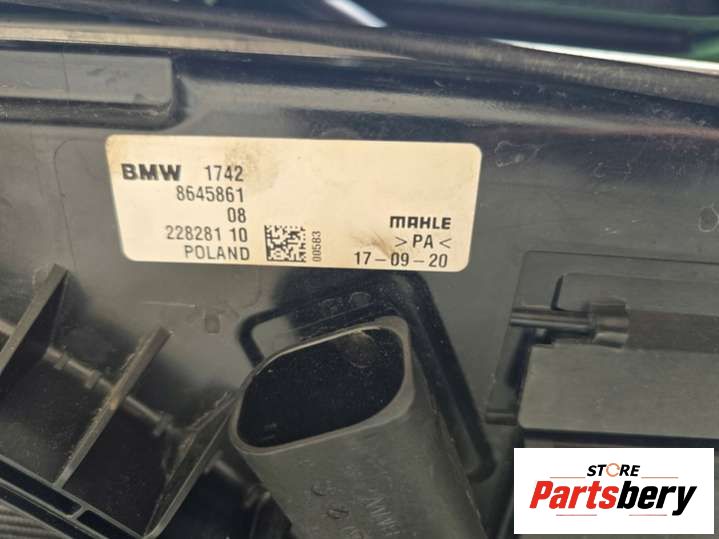 BMW 1742
8645861
08
228281 10
POLAND
00583
MAHLE
>PA<
17-09-20
STORE
Partsbery